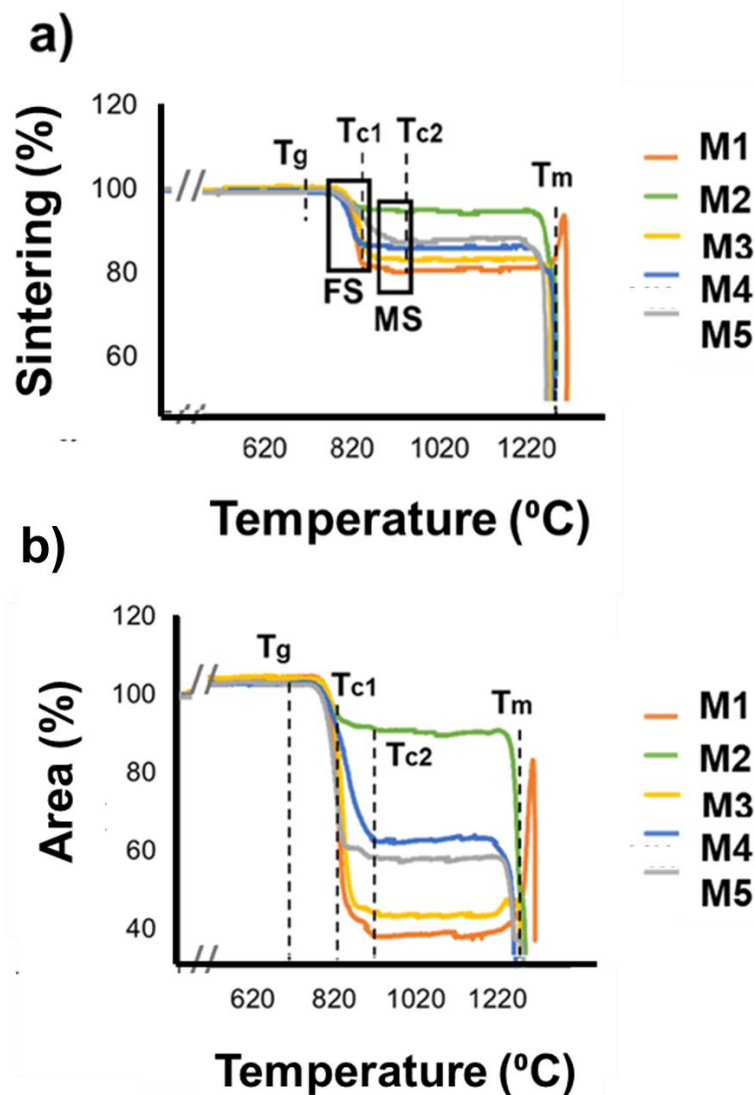 a)
120
100
80
60
Sintering (%)
Tg
Tc1
Tc2
Tm
FS
MS
M1
M2
M3
M4
M5
620 820 1020 1220
Temperature (⁰C)
b)
120
100
80
60
40
Area (%)
Tg
Tc1
Tc2
Tm
M1
M2
M3
M4
M5
620 820 1020 1220
Temperature (⁰C)